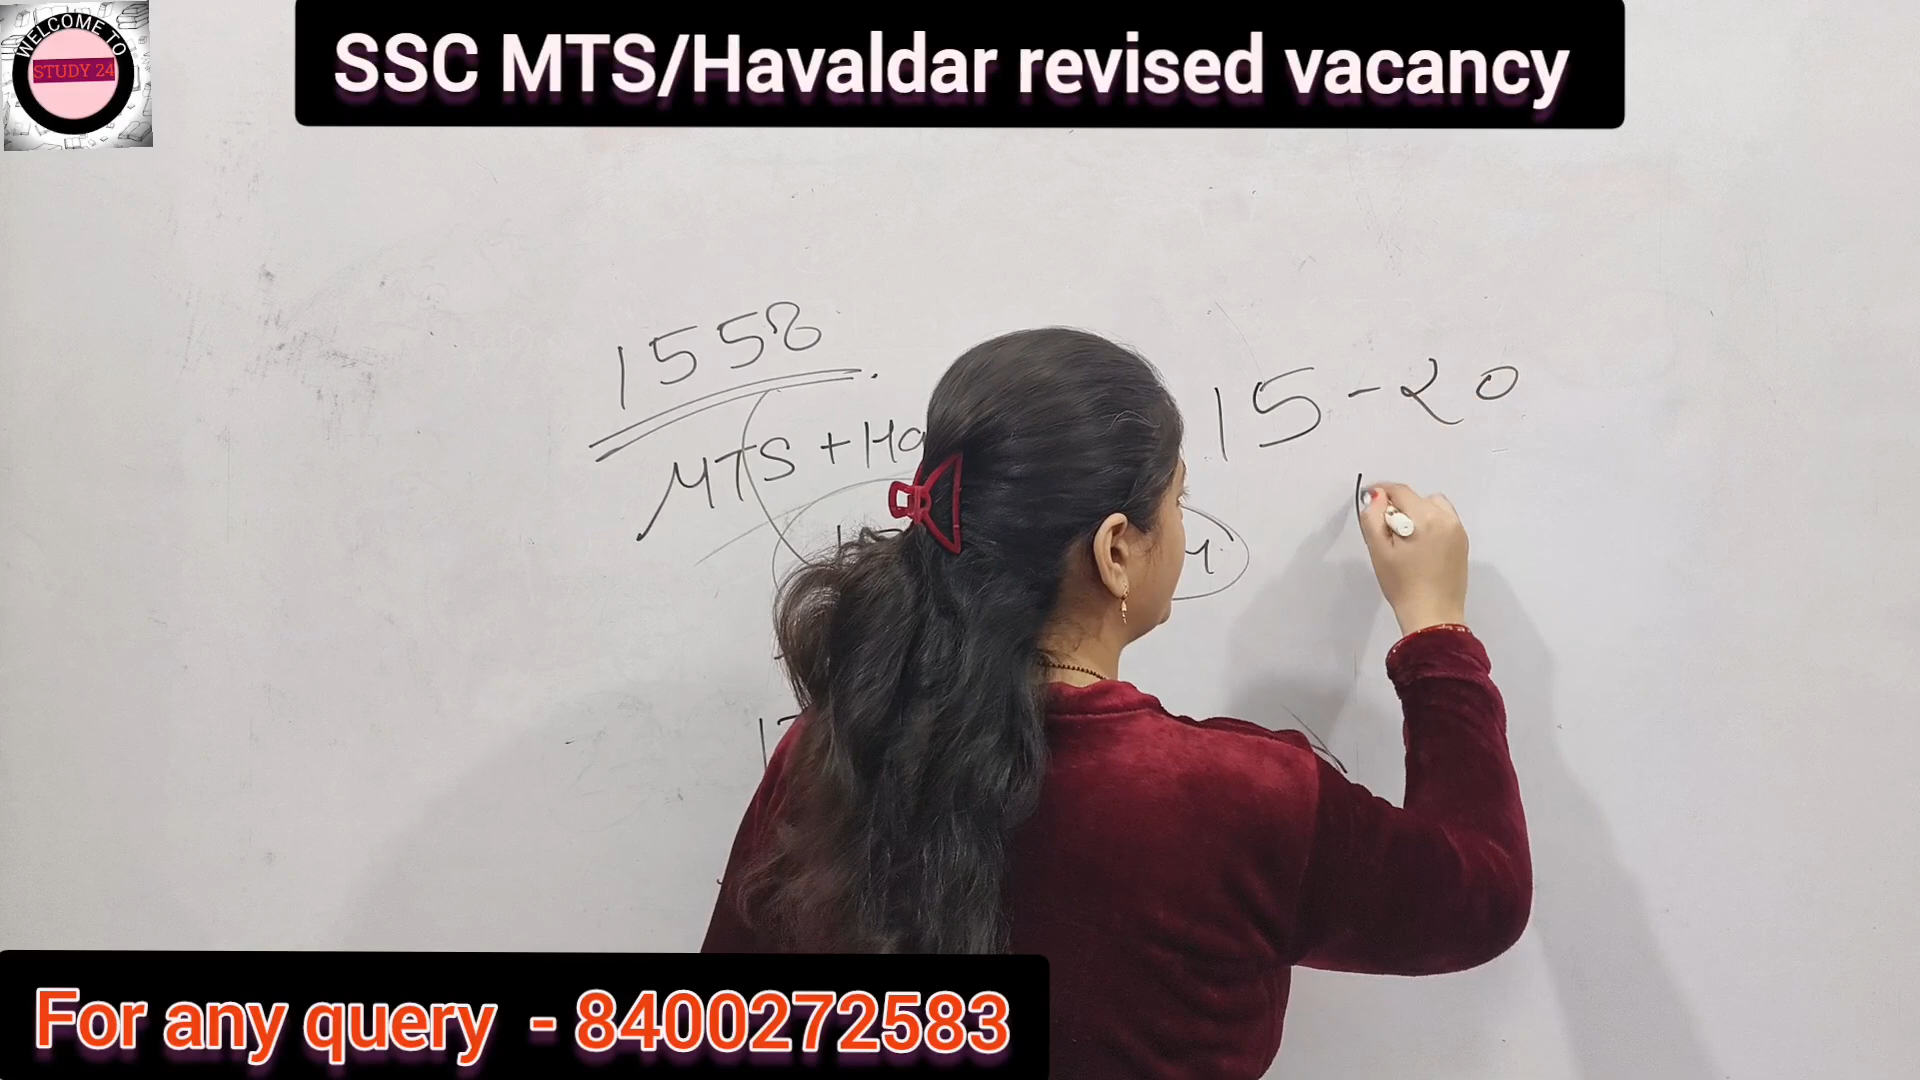 WELCOME TO
STUDY 24
SSC MTS/Havaldar revised vacancy
1558
MTS + Ha
15-20
For any query - 8400272583